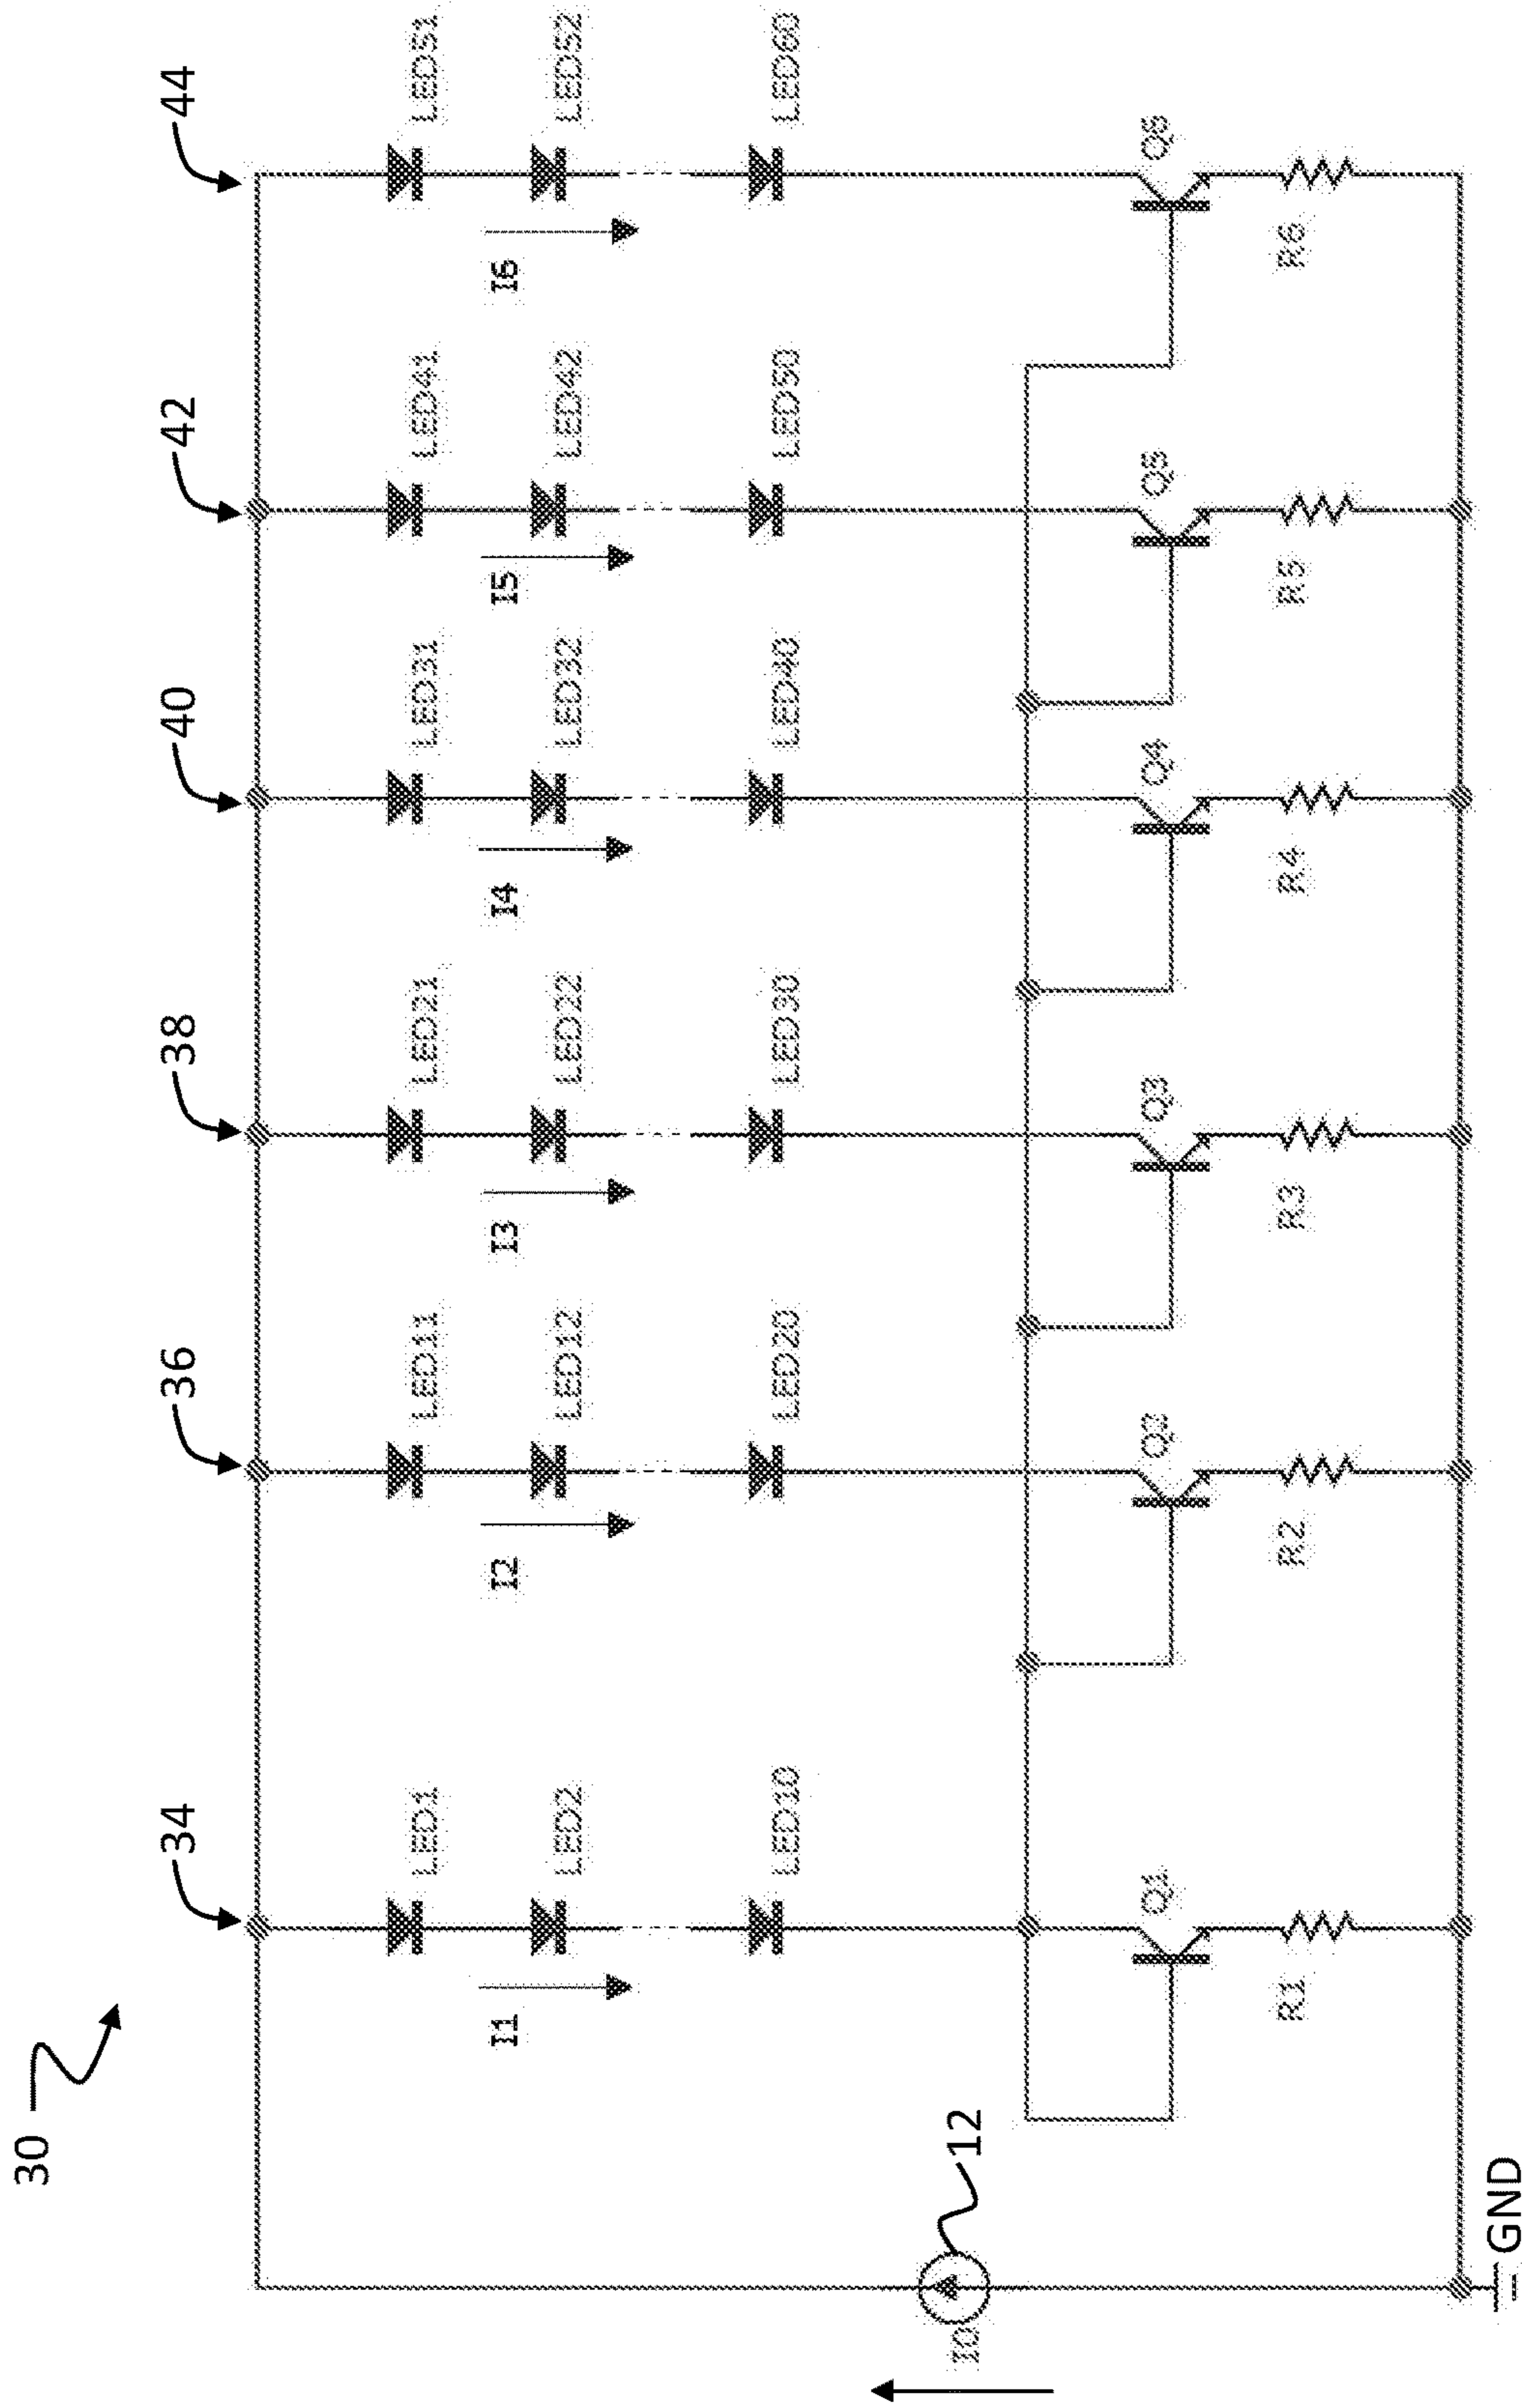 30
34
36
38
40
42
44
LED1
LED11
LED21
LED31
LED41
LED51
I1
I2
I3
I4
I5
I6
LED2
LED12
LED22
LED32
LED42
LED52
LED10
LED20
LED30
LED40
LED50
LED60
I0
12
Q1
Q2
Q3
Q4
Q5
Q6
R1
R2
R3
R4
R5
R6
GND